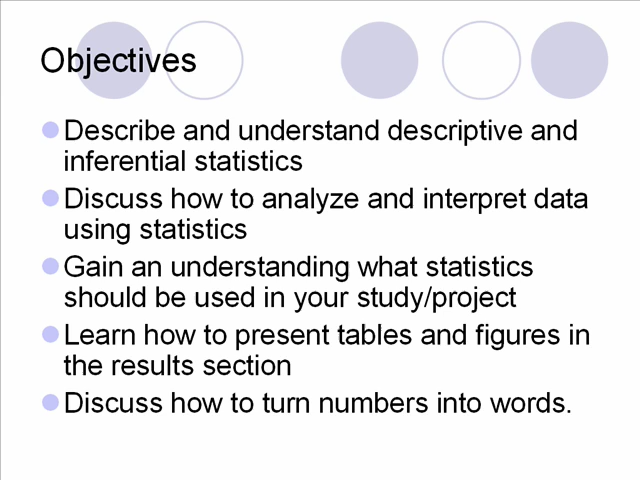 Objectives
Describe and understand descriptive and
inferential statistics
Discuss how to analyze and interpret data
using statistics
Gain an understanding what statistics
should be used in your study/project
Learn how to present tables and figures in
the results section
Discuss how to turn numbers into words.